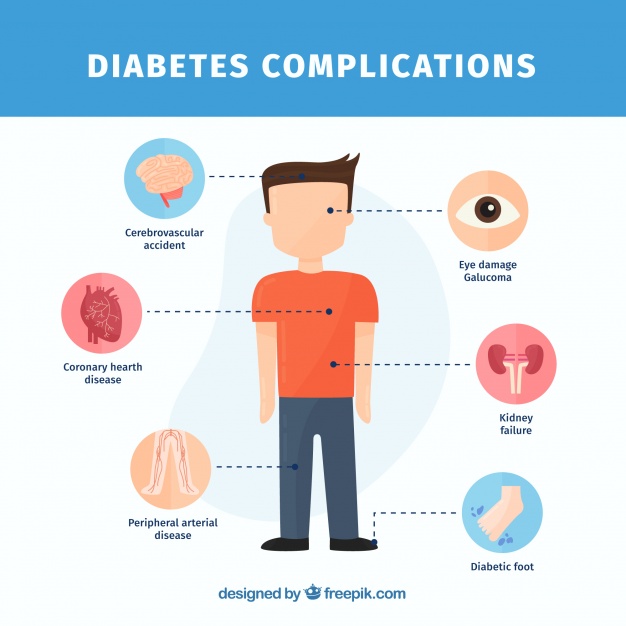 DIABETES COMPLICATIONS
Cerebrovascular
accident
Eye damage
Galucoma
Coronary hearth
disease
Kidney
failure
Peripheral arterial
disease
Diabetic foot
designed by freepik.com